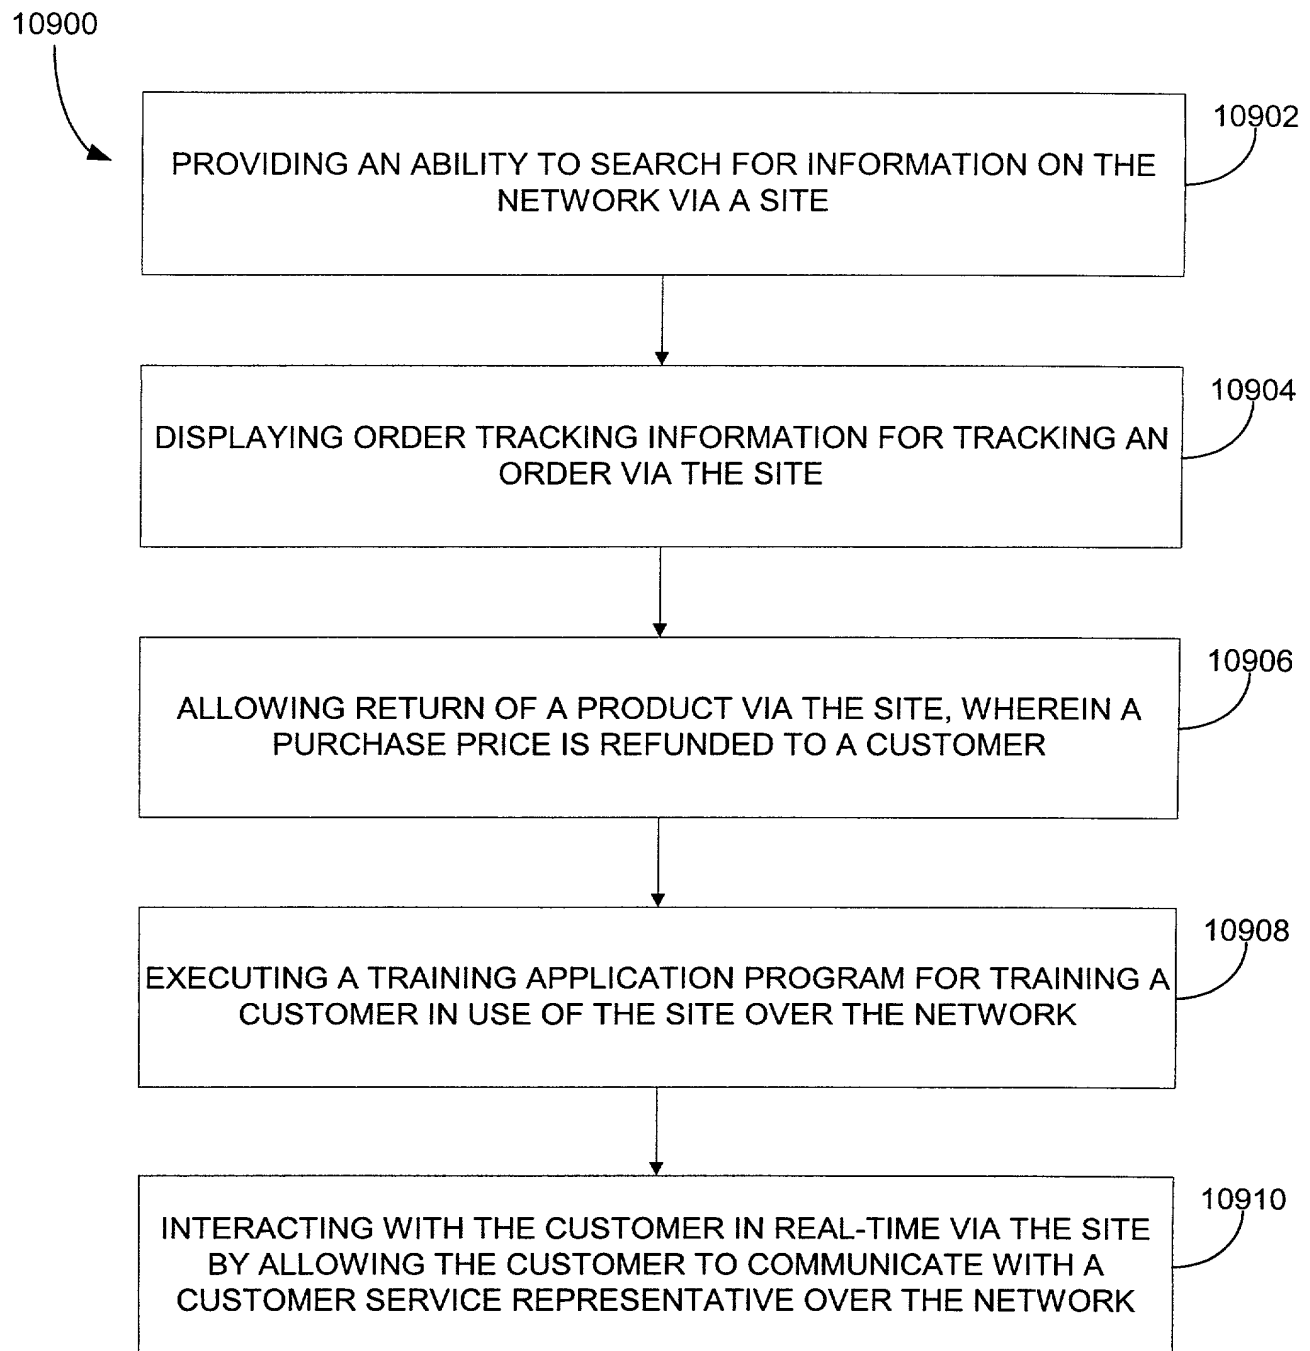 10900
10902
PROVIDING AN ABILITY TO SEARCH FOR INFORMATION ON THE
NETWORK VIA A SITE
10904
DISPLAYING ORDER TRACKING INFORMATION FOR TRACKING AN
ORDER VIA THE SITE
10906
ALLOWING RETURN OF A PRODUCT VIA THE SITE, WHEREIN A
PURCHASE PRICE IS REFUNDED TO A CUSTOMER
10908
EXECUTING A TRAINING APPLICATION PROGRAM FOR TRAINING A
CUSTOMER IN USE OF THE SITE OVER THE NETWORK
10910
INTERACTING WITH THE CUSTOMER IN REAL-TIME VIA THE SITE
BY ALLOWING THE CUSTOMER TO COMMUNICATE WITH A
CUSTOMER SERVICE REPRESENTATIVE OVER THE NETWORK